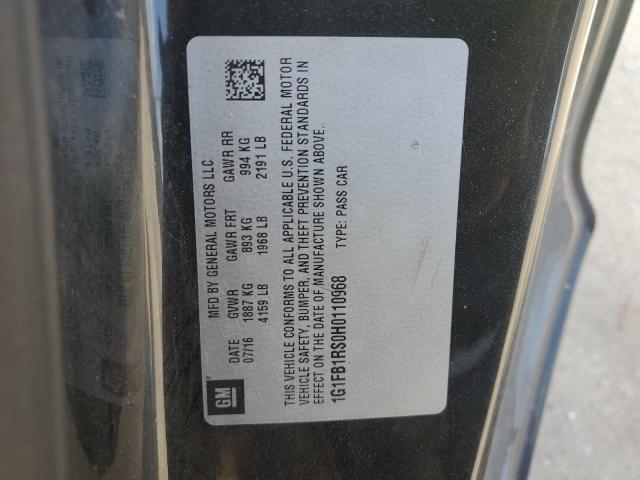 GM
MFD BY GENERAL MOTORS LLC
DATE GVWR GAWR FRT GAWR RR
07/16 1887 KG 893 KG 994 KG
4159 LB 1968 LB 2191 LB
THIS VEHICLE CONFORMS TO ALL APPLICABLE U.S. FEDERAL MOTOR
VEHICLE SAFETY, BUMPER, AND THEFT PREVENTION STANDARDS IN
EFFECT ON THE DATE OF MANUFACTURE SHOWN ABOVE.
1G1FB1RS0H0110968 TYPE: PASS CAR